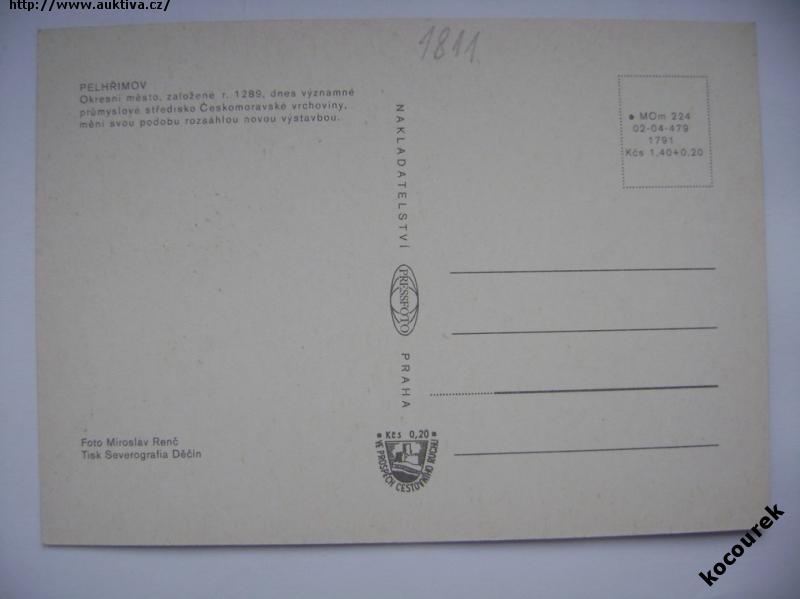 http://www.auktiva.cz/
1811
PELHŘIMOV
Okresní město, založené r. 1289, dnes významné
průmyslové středisko Českomoravské vrchoviny,
mění svou podobu rozsáhlou novou výstavbou.
NAKLADATELSTVÍ
PRESSFOTO
PRAHA
• MOm 224
02-04-479
1791
Kčs 1,40+0,20
Foto Miroslav Renč
Tisk Severografia Děčín
• Kčs 0,20 •
VE PROSPĚCH CESTOVNÍHO RUCHU
kocourek